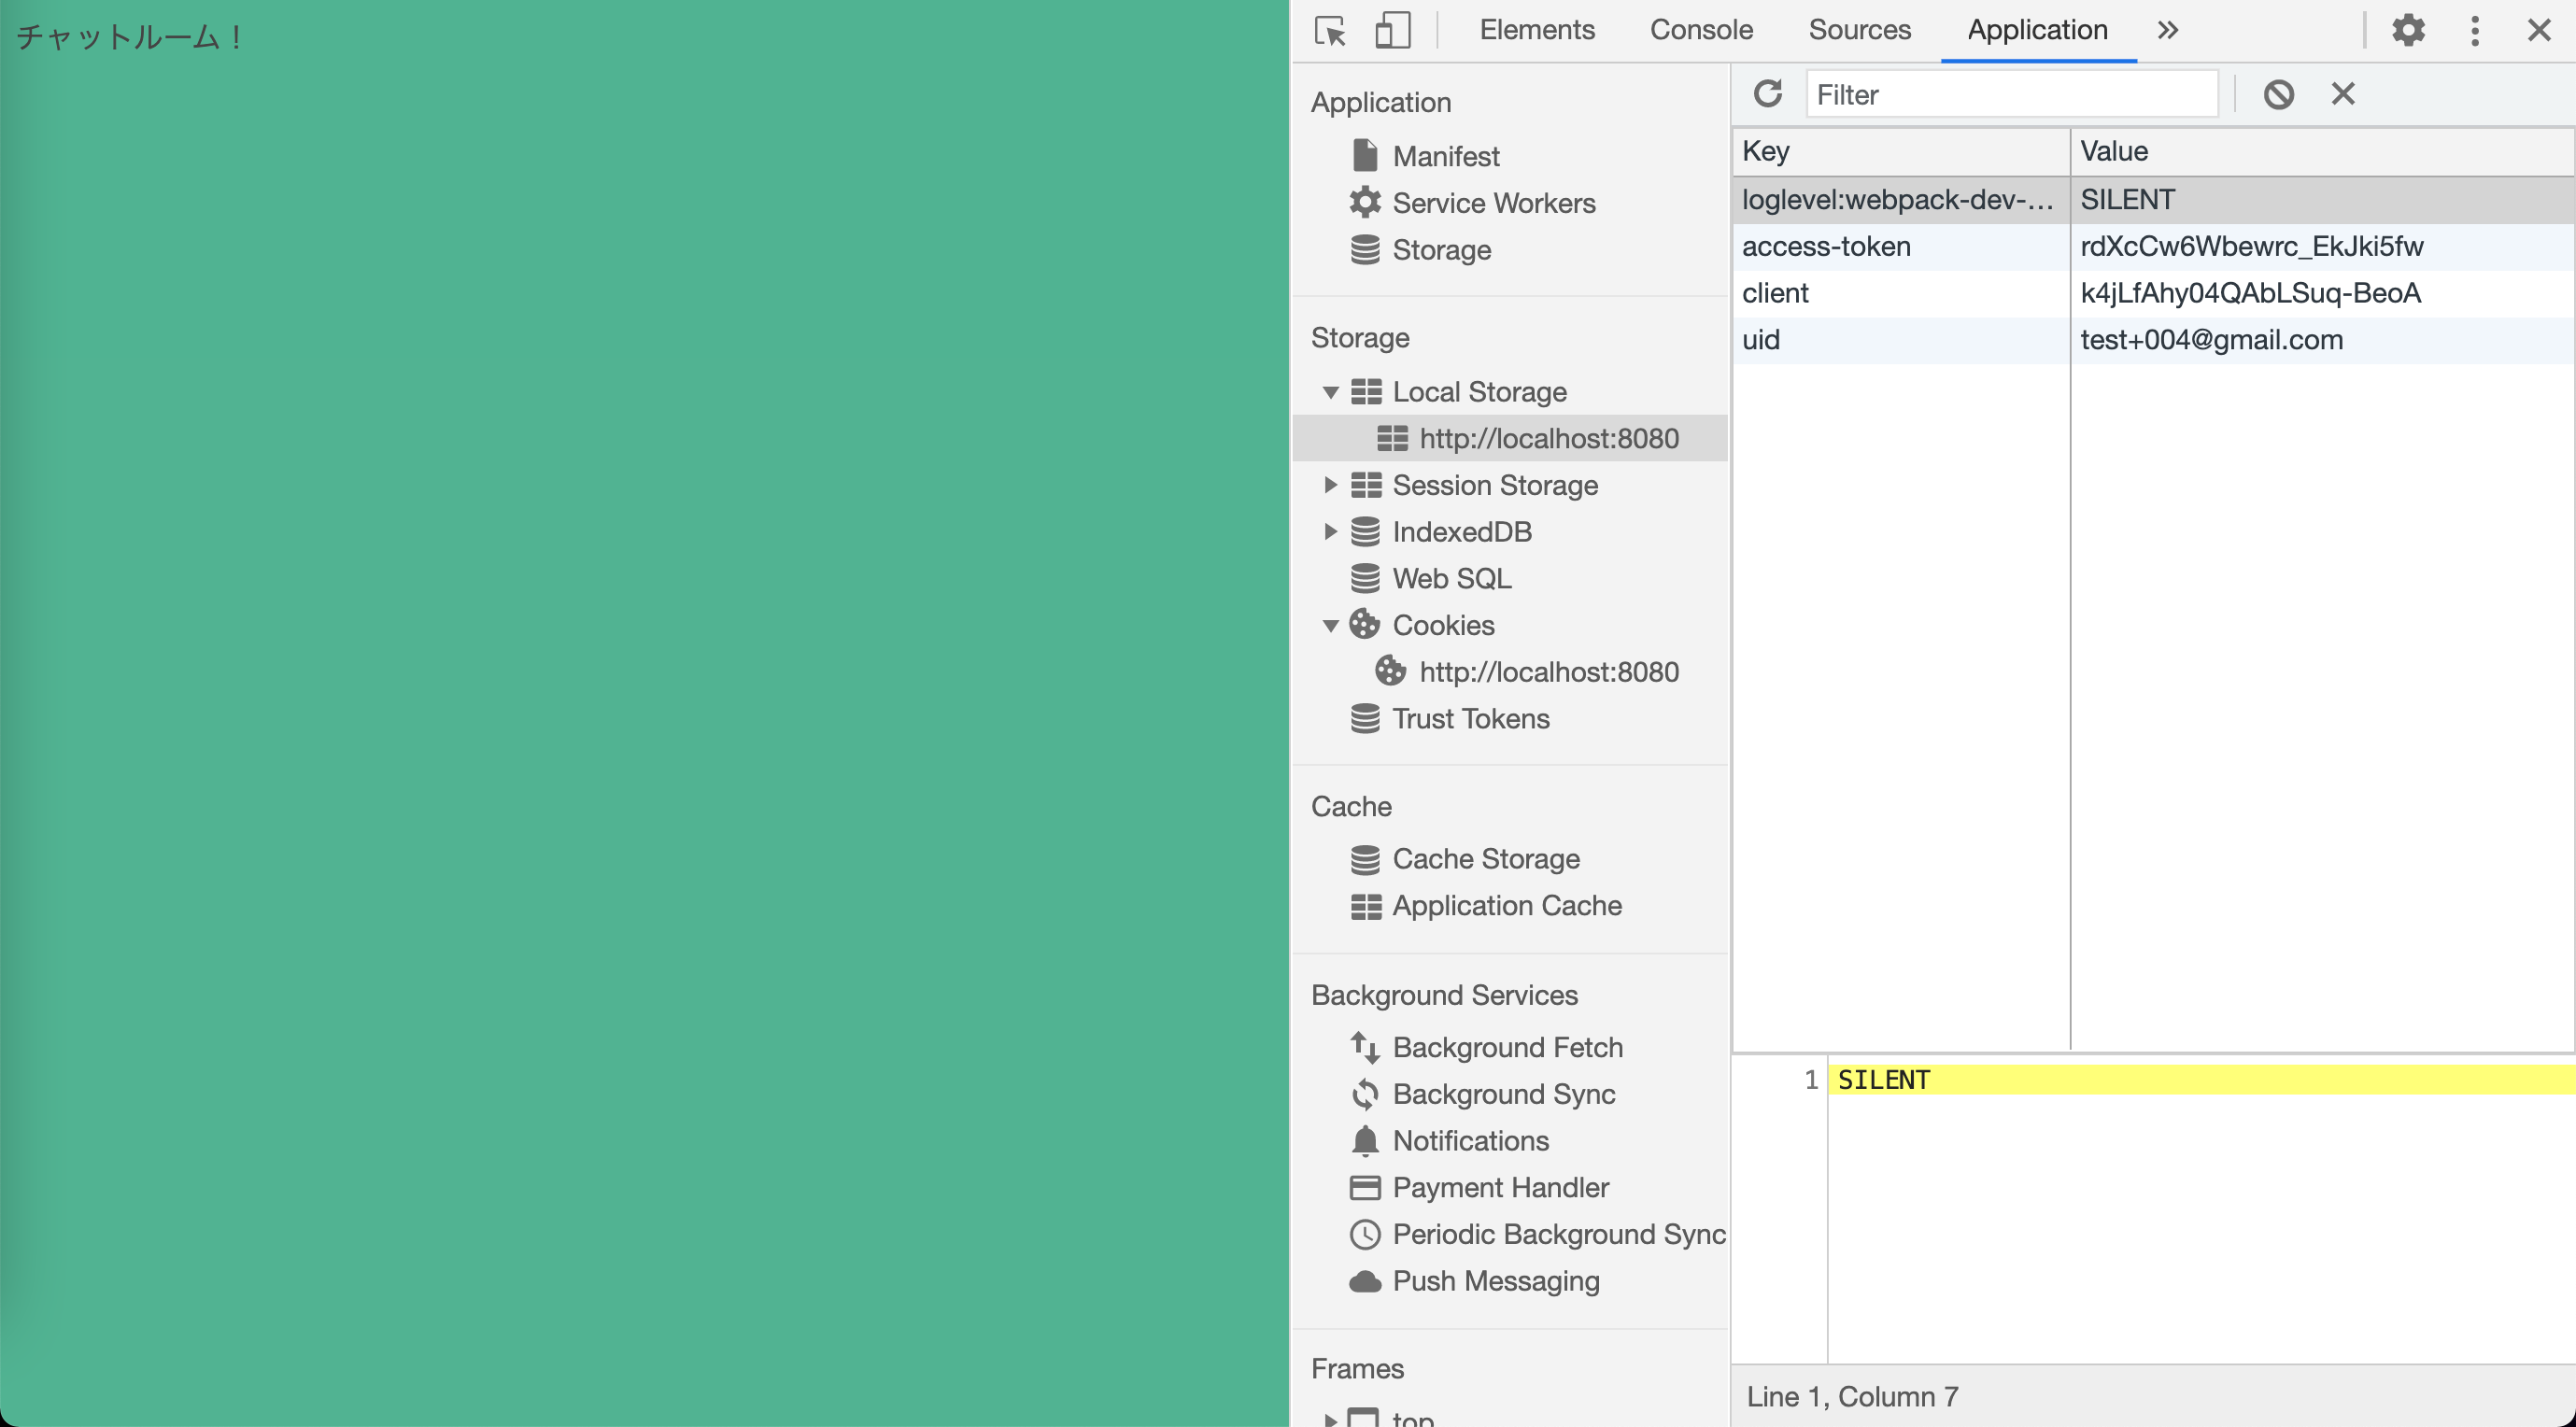 チャットルーム！
Elements Console Sources Application
Application
Manifest
Service Workers
Storage
Storage
Local Storage
http://localhost:8080
Session Storage
IndexedDB
Web SQL
Cookies
http://localhost:8080
Trust Tokens
Cache
Cache Storage
Application Cache
Background Services
Background Fetch
Background Sync
Notifications
Payment Handler
Periodic Background Sync
Push Messaging
Frames
top
Filter
Key Value
loglevel:webpack-dev-… SILENT
access-token rdXcCw6Wbewrc_EkJki5fw
client k4jLfAhy04QAbLSuq-BeoA
uid test+004@gmail.com
1 SILENT
Line 1, Column 7